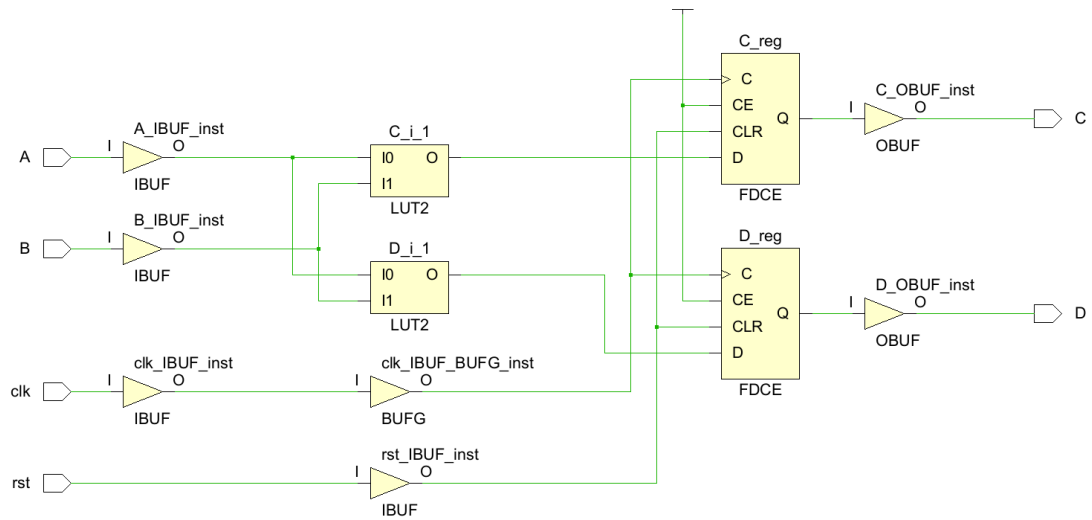 C_reg
C
CE
CLR
D
Q
FDCE
C_OBUF_inst
I
O
OBUF
C
A_IBUF_inst
A
I
O
IBUF
C_i_1
I0
O
I1
LUT2
B_IBUF_inst
B
I
O
IBUF
D_i_1
I0
O
I1
LUT2
D_reg
C
CE
CLR
D
Q
FDCE
D_OBUF_inst
I
O
OBUF
D
clk_IBUF_inst
clk
I
O
IBUF
clk_IBUF_BUFG_inst
I
O
BUFG
rst_IBUF_inst
rst
I
O
IBUF